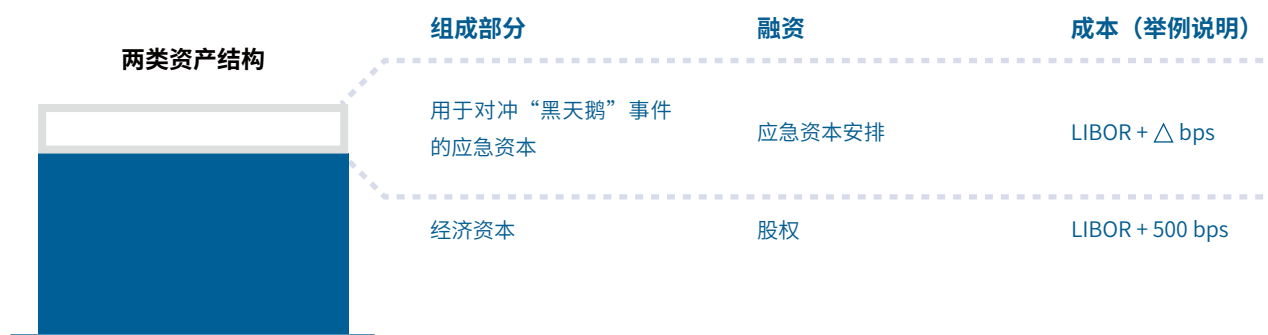 两类资产结构
组成部分 融资 成本（举例说明）
用于对冲“黑天鹅”事件
的应急资本
应急资本安排
LIBOR + △ bps
经济资本 股权 LIBOR + 500 bps